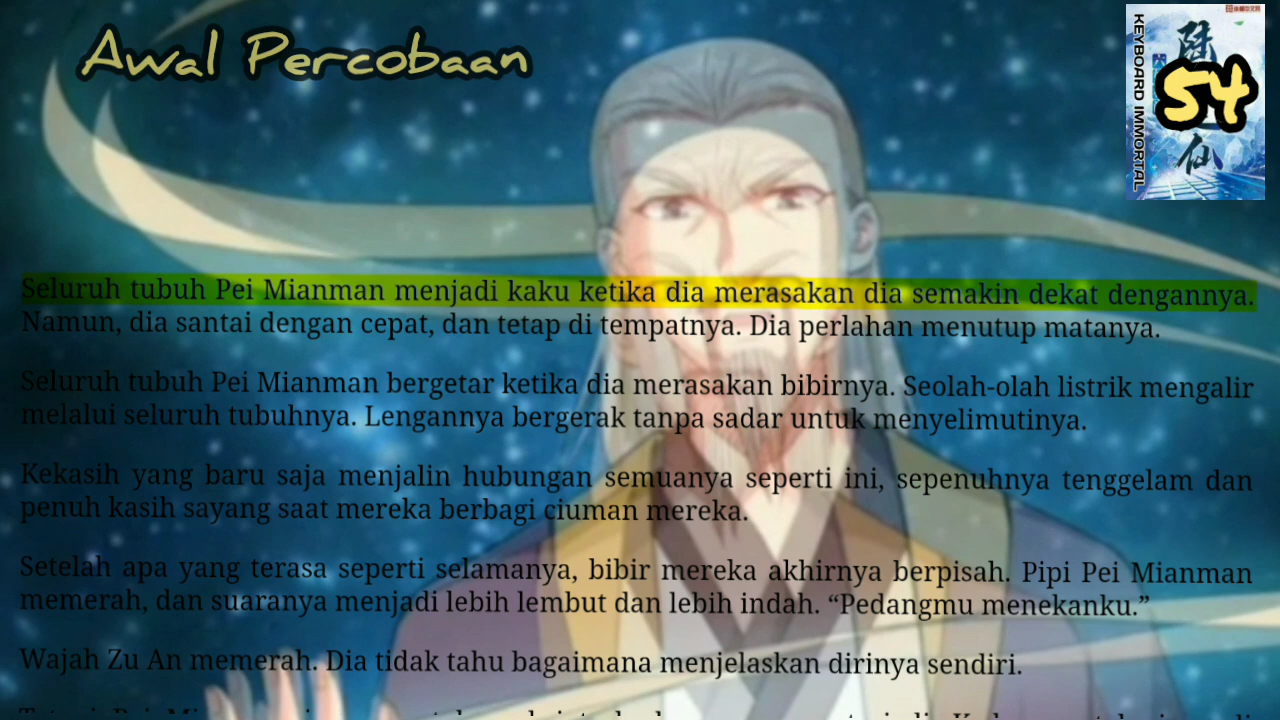 Awal Percobaan
KEYBOARD IMMORTAL
54
Seluruh tubuh Pei Mianman menjadi kaku ketika dia merasakan dia semakin dekat dengannya.
Namun, dia santai dengan cepat, dan tetap di tempatnya. Dia perlahan menutup matanya.
Seluruh tubuh Pei Mianman bergetar ketika dia merasakan bibirnya. Seolah-olah listrik mengalir
melalui seluruh tubuhnya. Lengannya bergerak tanpa sadar untuk menyelimutinya.
Kekasih yang baru saja menjalin hubungan semuanya seperti ini, sepenuhnya tenggelam dan
penuh kasih sayang saat mereka berbagi ciuman mereka.
Setelah apa yang terasa seperti selamanya, bibir mereka akhirnya berpisah. Pipi Pei Mianman
memerah, dan suaranya menjadi lebih lembut dan lebih indah. “Pedangmu menekanku.”
Wajah Zu An memerah. Dia tidak tahu bagaimana menjelaskan dirinya sendiri.